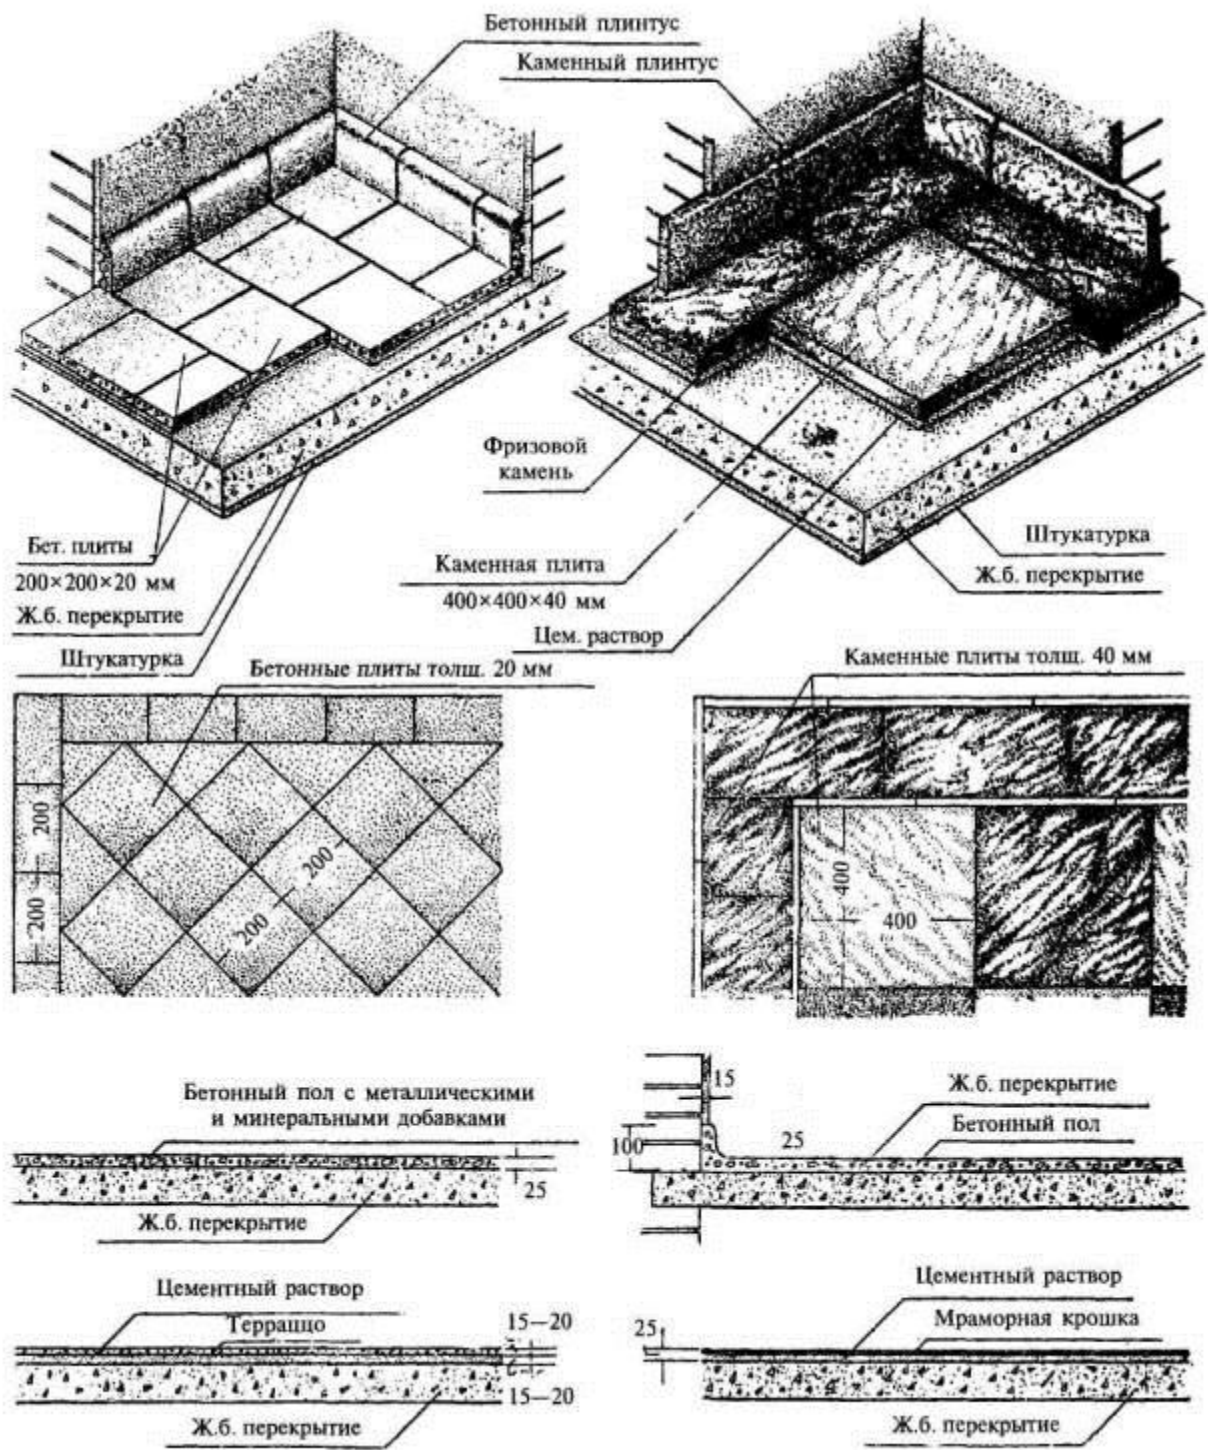 Бетонный плинтус
Каменный плинтус
Фризовой
камень
Бет. плиты
200×200×20 мм
Ж.б. перекрытие
Штукатурка
Каменная плита
400×400×40 мм
Цем. раствор
Штукатурка
Ж.б. перекрытие
Бетонные плиты толщ. 20 мм
200
200
200
200
Каменные плиты толщ. 40 мм
400
400
Бетонный пол с металлическими
и минеральными добавками
25
Ж.б. перекрытие
15
100
25
Ж.б. перекрытие
Бетонный пол
Цементный раствор
Терраццо
15—20
15—20
Ж.б. перекрытие
25
Цементный раствор
Мраморная крошка
Ж.б. перекрытие